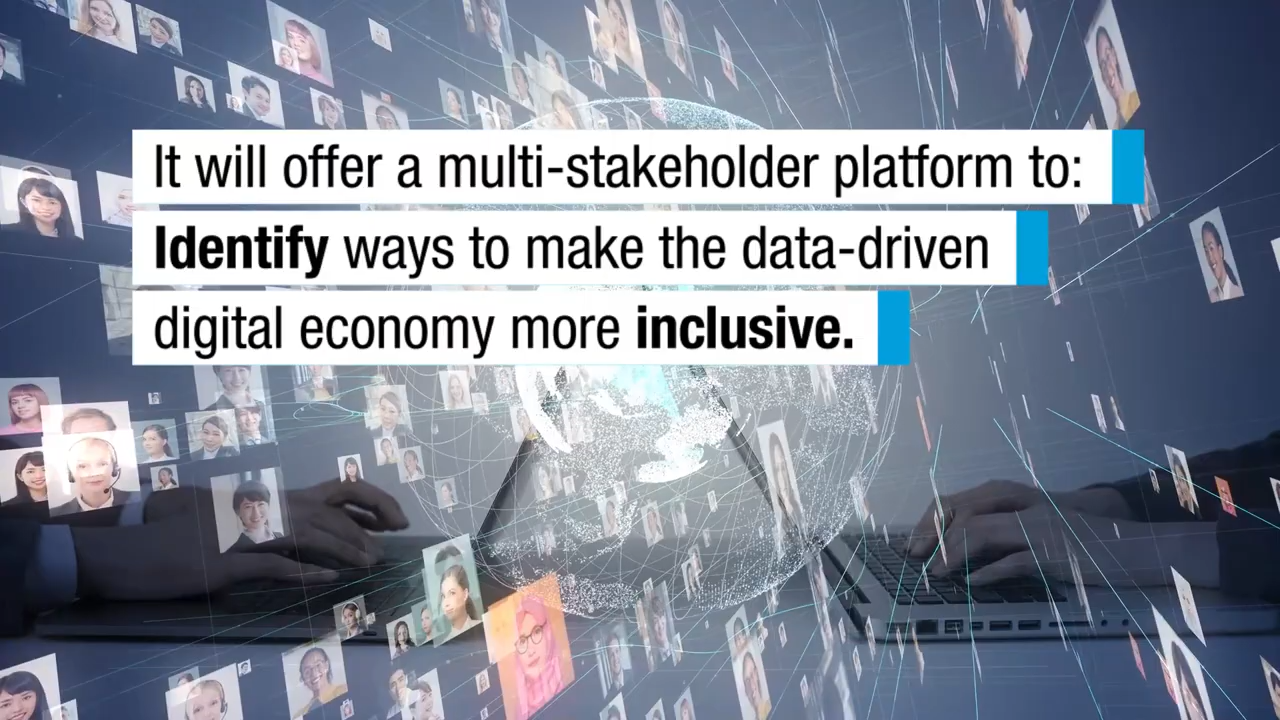 It will offer a multi-stakeholder platform to:
Identify ways to make the data-driven
digital economy more inclusive.